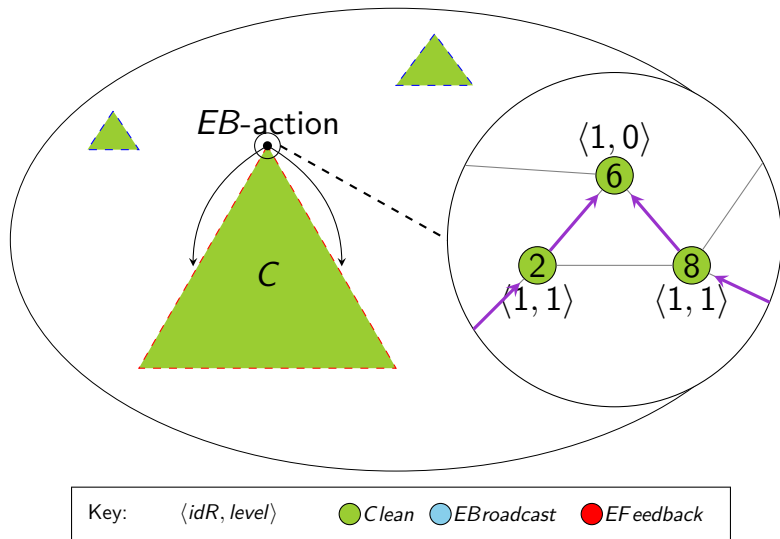 EB-action
⟨1, 0⟩
6
C
2
8
⟨1, 1⟩
⟨1, 1⟩
Key: ⟨idR, level⟩ Clean EBroadcast EFeedback